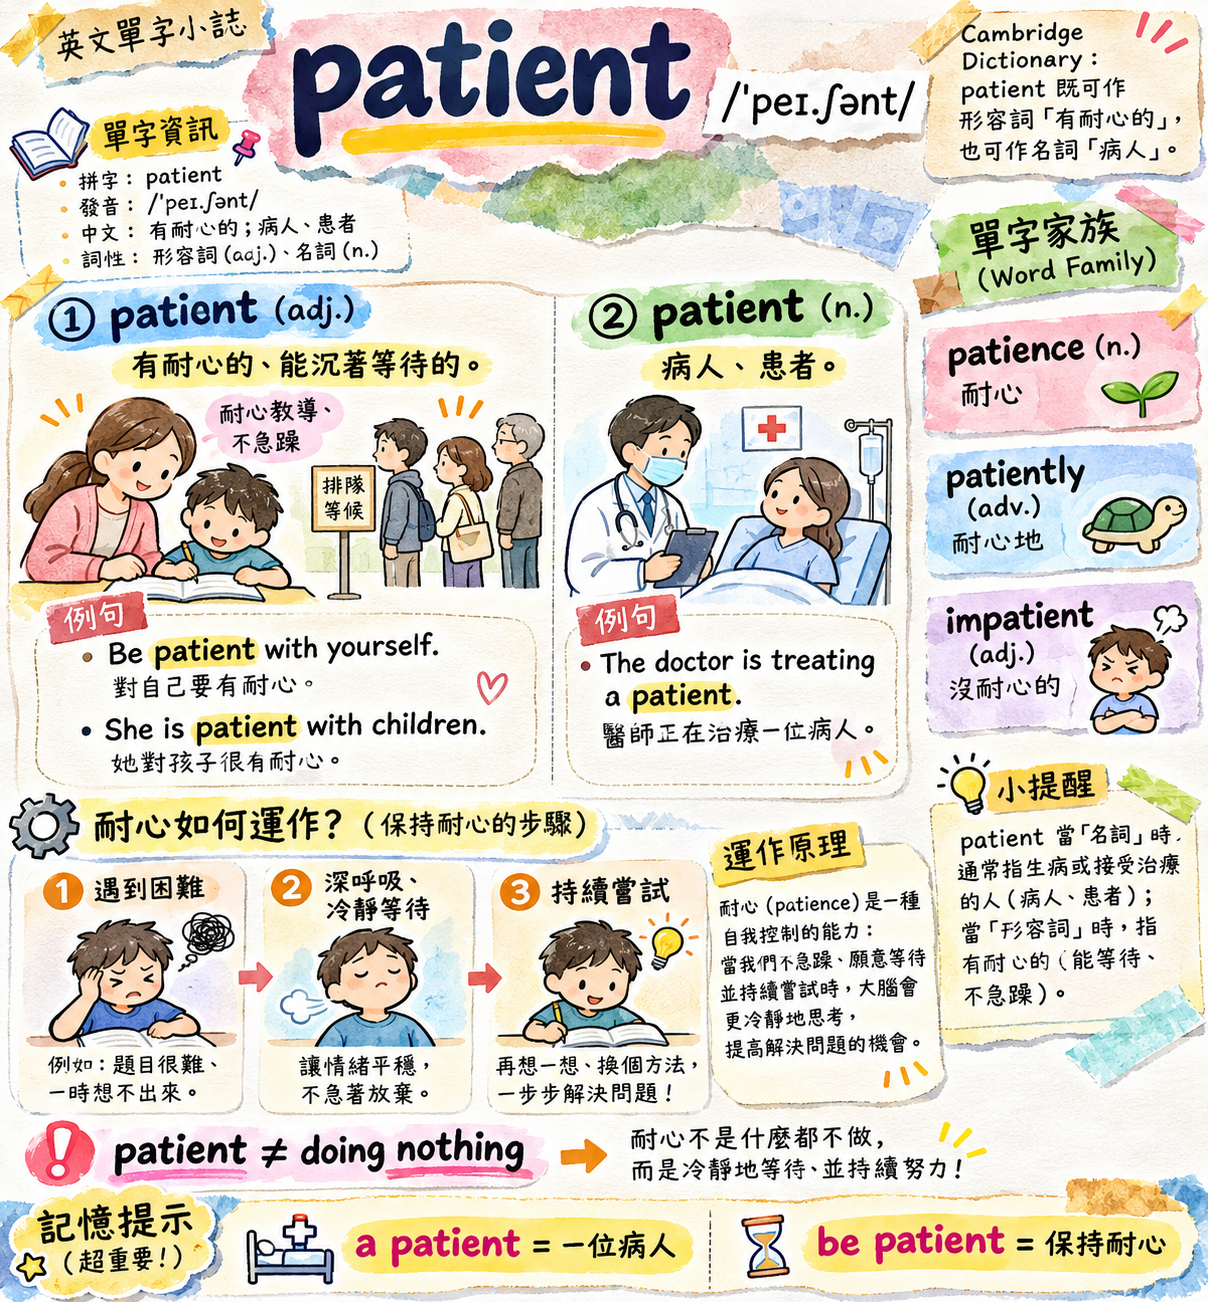 英文單字小誌
patient
/ˈpeɪ.ʃənt/
Cambridge
Dictionary：
patient 既可作
形容詞「有耐心的」，
也可作名詞「病人」。
單字資訊
拼字： patient
發音： /ˈpeɪ.ʃənt/
中文： 有耐心的；病人、患者
詞性： 形容詞 (adj.)、名詞 (n.)
單字家族
(Word Family)
patience (n.)
耐心
patiently
(adv.)
耐心地
impatient
(adj.)
沒耐心的
① patient (adj.)
有耐心的、能沉著等待的。
耐心教導、
不急躁
排隊
等候
例句
• Be patient with yourself.
對自己要有耐心。
• She is patient with children.
她對孩子很有耐心。
② patient (n.)
病人、患者。
例句
• The doctor is treating
a patient.
醫師正在治療一位病人。
小提醒
patient 當「名詞」時，
通常指生病或接受治療
的人（病人、患者）；
當「形容詞」時，指
有耐心的（能等待、
不急躁）。
耐心如何運作？（保持耐心的步驟）
1 遇到困難
例如：題目很難、
一時想不出來。
2 深呼吸、
冷靜等待
讓情緒平穩，
不急著放棄。
3 持續嘗試
再想一想、換個方法，
一步步解決問題！
運作原理
耐心 (patience) 是一種
自我控制的能力：
當我們不急躁、願意等待
並持續嘗試時，大腦會
更冷靜地思考，
提高解決問題的機會。
patient ≠ doing nothing
耐心不是什麼都不做，
而是冷靜地等待、並持續努力！
記憶提示
（超重要！）
a patient = 一位病人
be patient = 保持耐心